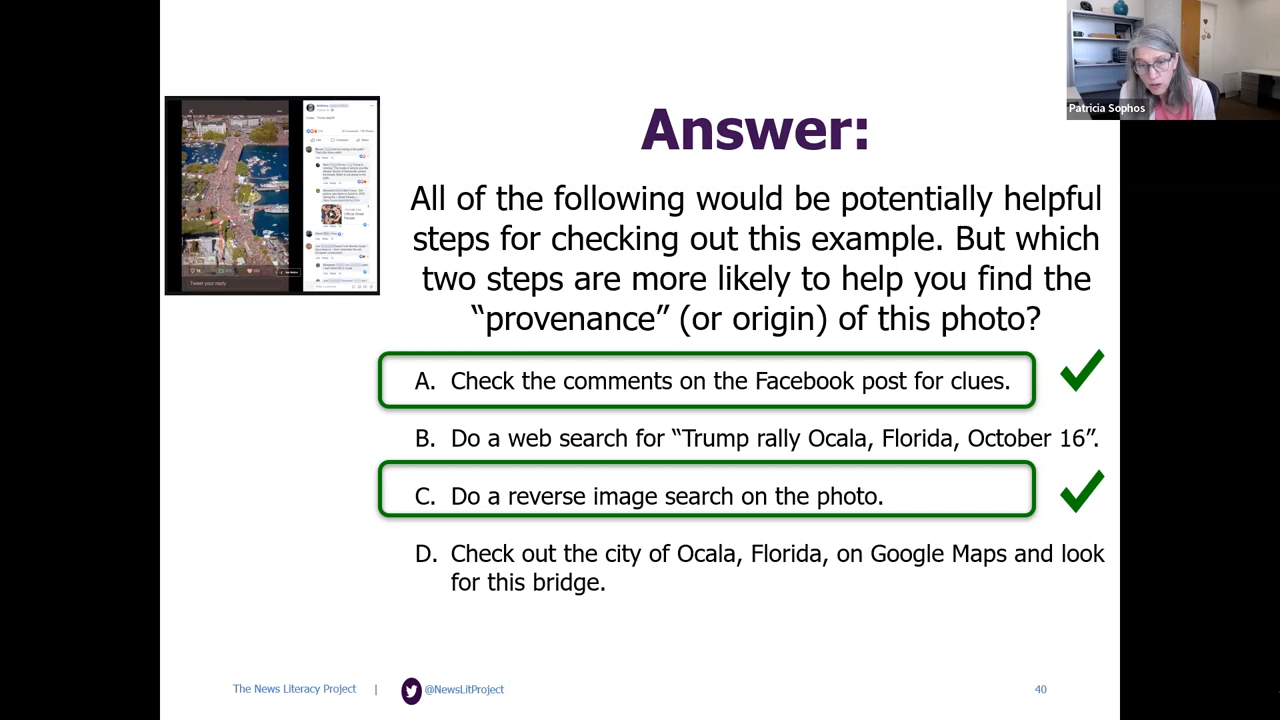 Patricia Sophos
Answer:
All of the following would be potentially helpful
steps for checking out this example. But which
two steps are more likely to help you find the
“provenance” (or origin) of this photo?
A. Check the comments on the Facebook post for clues.
B. Do a web search for “Trump rally Ocala, Florida, October 16”.
C. Do a reverse image search on the photo.
D. Check out the city of Ocala, Florida, on Google Maps and look
for this bridge.
Tweet your reply
The News Literacy Project | @NewsLitProject 40